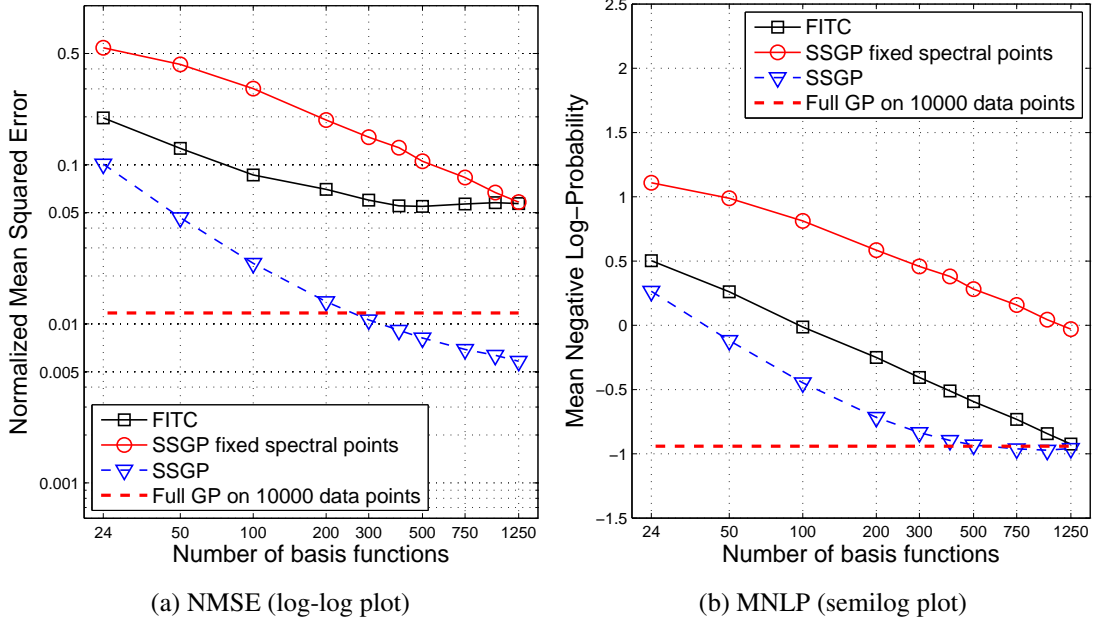 Normalized Mean Squared Error
0.5
0.1
0.05
0.01
0.005
0.001
FITC
SSGP fixed spectral points
SSGP
Full GP on 10000 data points
24 50 100 200 300 500 750 1250
Number of basis functions
(a) NMSE (log-log plot)
Mean Negative Log−Probability
2.5
2
1.5
1
0.5
0
−0.5
−1
−1.5
FITC
SSGP fixed spectral points
SSGP
Full GP on 10000 data points
24 50 100 200 300 500 750 1250
Number of basis functions
(b) MNLP (semilog plot)